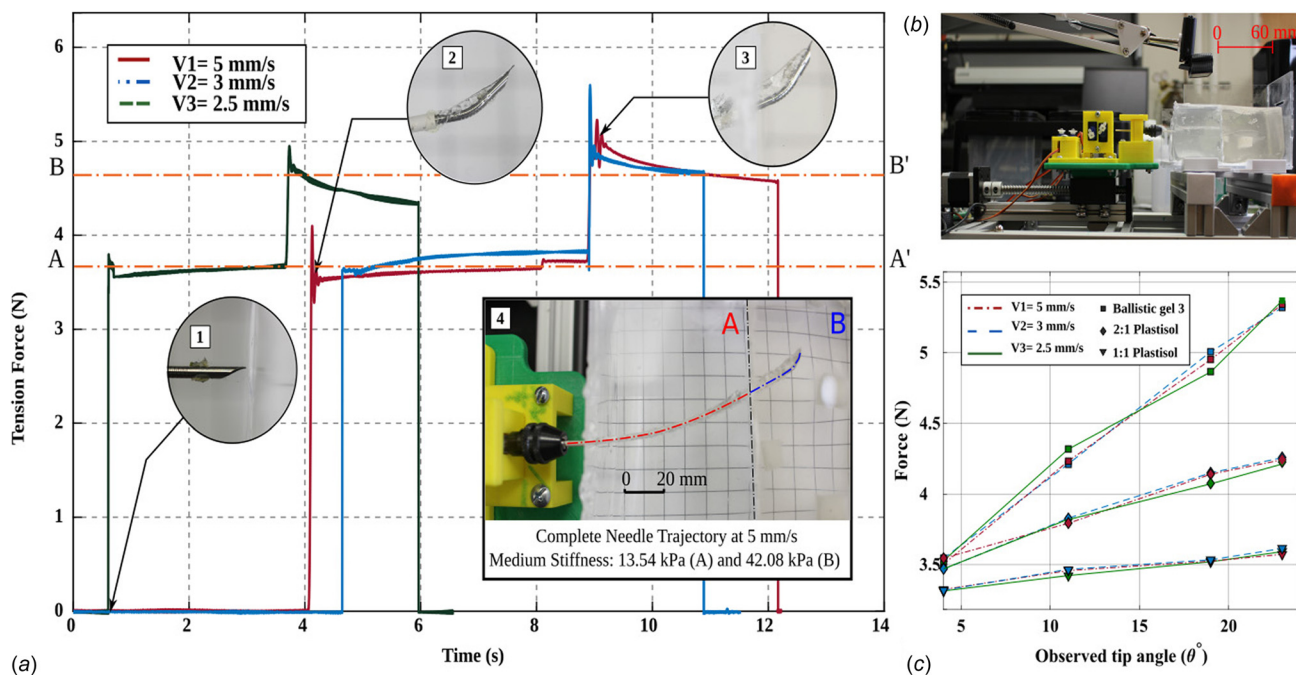 6
5
4
3
2
1
0
Tension Force (N)
V1= 5 mm/s
V2= 3 mm/s
V3= 2.5 mm/s
2
3
B
B'
A
A'
1
4
A
B
0 20 mm
Complete Needle Trajectory at 5 mm/s
Medium Stiffness: 13.54 kPa (A) and 42.08 kPa (B)
0 2 4 6 8 10 12 14
Time (s)
(a)
(b)
0 60 mm
5.5
5
4.5
4
3.5
Force (N)
V1= 5 mm/s Ballistic gel 3
V2= 3 mm/s 2:1 Plastisol
V3= 2.5 mm/s 1:1 Plastisol
5 10 15 20
Observed tip angle (θ°)
(c)